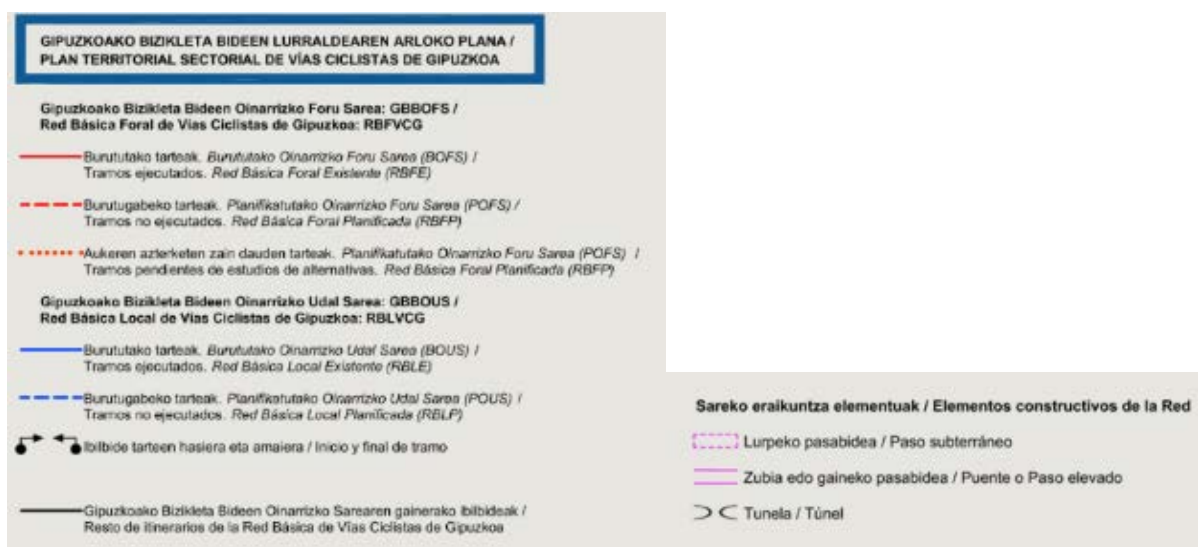 GIPUZKOAKO BIZIKLETA BIDEEN LURRALDEAREN ARLOKO PLANA /
PLAN TERRITORIAL SECTORIAL DE VÍAS CICLISTAS DE GIPUZKOA
Gipuzkoako Bizikleta Bideen Oinarrizko Foru Sarea: GBBOFS /
Red Básica Foral de Vías Ciclistas de Gipuzkoa: RBFVCG
Burututako tarteak. Burututako Oinarrizko Foru Sarea (BOFS) /
Tramos ejecutados. Red Básica Foral Existente (RBFE)
Burutugabeko tarteak. Planifikatutako Oinarrizko Foru Sarea (POFS) /
Tramos no ejecutados. Red Básica Foral Planificada (RBFP)
Aukeren azterketen zain dauden tarteak. Planifikatutako Oinarrizko Foru Sarea (POFS) /
Tramos pendientes de estudios de alternativas. Red Básica Foral Planificada (RBFP)
Gipuzkoako Bizikleta Bideen Oinarrizko Udal Sarea: GBBOUS /
Red Básica Local de Vías Ciclistas de Gipuzkoa: RBLVCG
Burututako tarteak. Burututako Oinarrizko Udal Sarea (BOUS) /
Tramos ejecutados. Red Básica Local Existente (RBLE)
Burutugabeko tarteak. Planifikatutako Oinarrizko Udal Sarea (POUS) /
Tramos no ejecutados. Red Básica Local Planificada (RBLP)
Ibilbide tarteen hasiera eta amaiera / Inicio y final de tramo
Gipuzkoako Bizikleta Bideen Oinarrizko Sarearen gainerako ibilbideak /
Resto de itinerarios de la Red Básica de Vías Ciclistas de Gipuzkoa
Sareko eraikuntza elementuak / Elementos constructivos de la Red
Lurpeko pasabidea / Paso subterráneo
Zubia edo gaineko pasabidea / Puente o Paso elevado
Tunela / Túnel